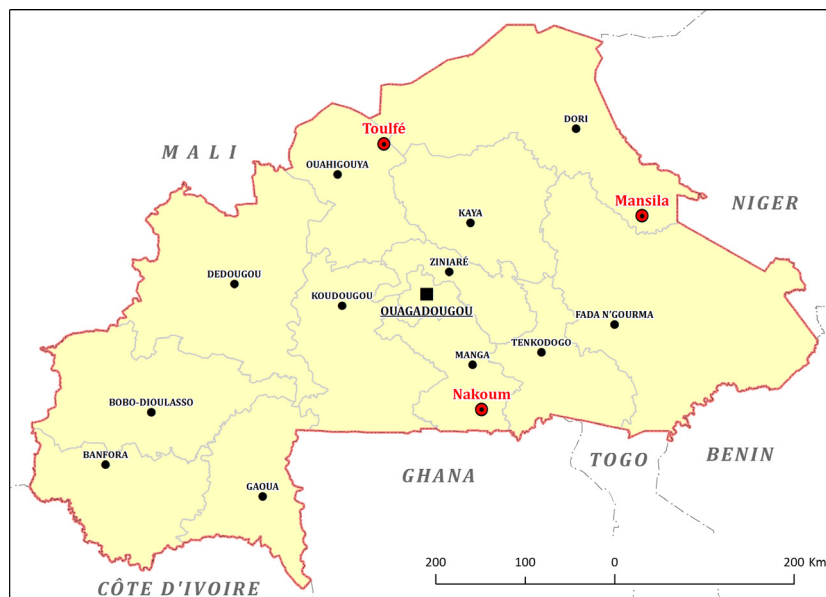 DORI
Toulfé
MALI
OUAHIGOUYA
Mansila
NIGER
KAYA
ZINIARÉ
DEDOUGOU
KOUDOUGOU
OUAGADOUGOU
FADA N'GOURMA
TENKODOGO
MANGA
Nakoum
BOBO-DIOULASSO
BANFORA
GHANA
TOGO
BENIN
GAOUA
CÔTE D'IVOIRE
200 100 0 200 Km